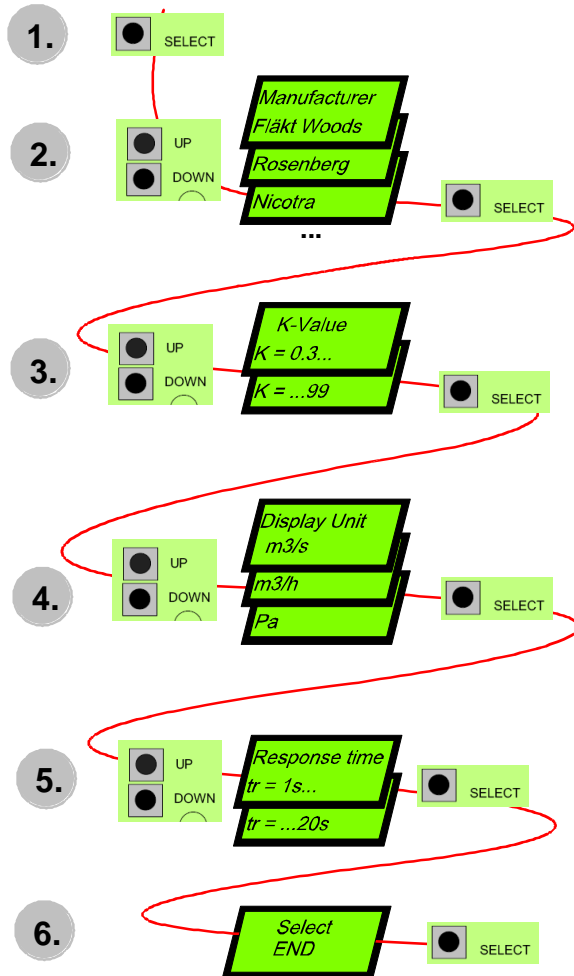 1.
SELECT
2.
UP
DOWN
Manufacturer
Fläkt Woods
Rosenberg
Nicotra
...
SELECT
3.
UP
DOWN
K-Value
K = 0.3...
K = ...99
SELECT
4.
UP
DOWN
Display Unit
m3/s
m3/h
Pa
SELECT
5.
UP
DOWN
Response time
tr = 1s...
tr = ...20s
SELECT
6.
Select
END
SELECT